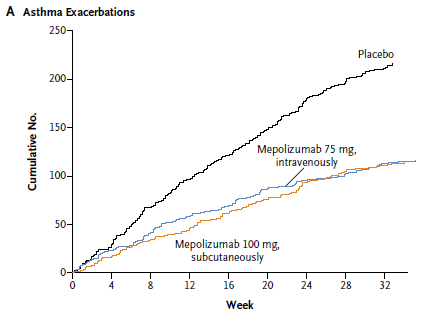 A Asthma Exacerbations
250
200
150
100
50
0
Cumulative No.
Placebo
Mepolizumab 75 mg,
intravenously
Mepolizumab 100 mg,
subcutaneously
0 4 8 12 16 20 24 28 32
Week